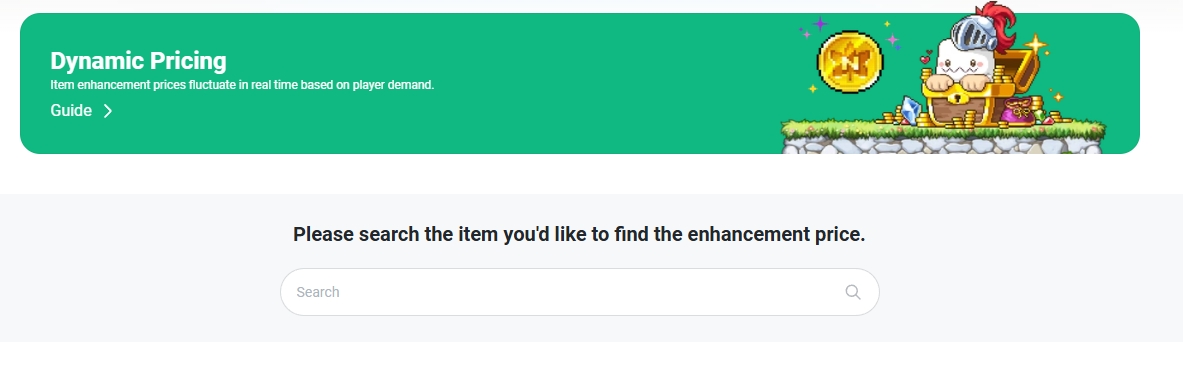 Dynamic Pricing
Item enhancement prices fluctuate in real time based on player demand.
Guide
N
Please search the item you'd like to find the enhancement price.
Search